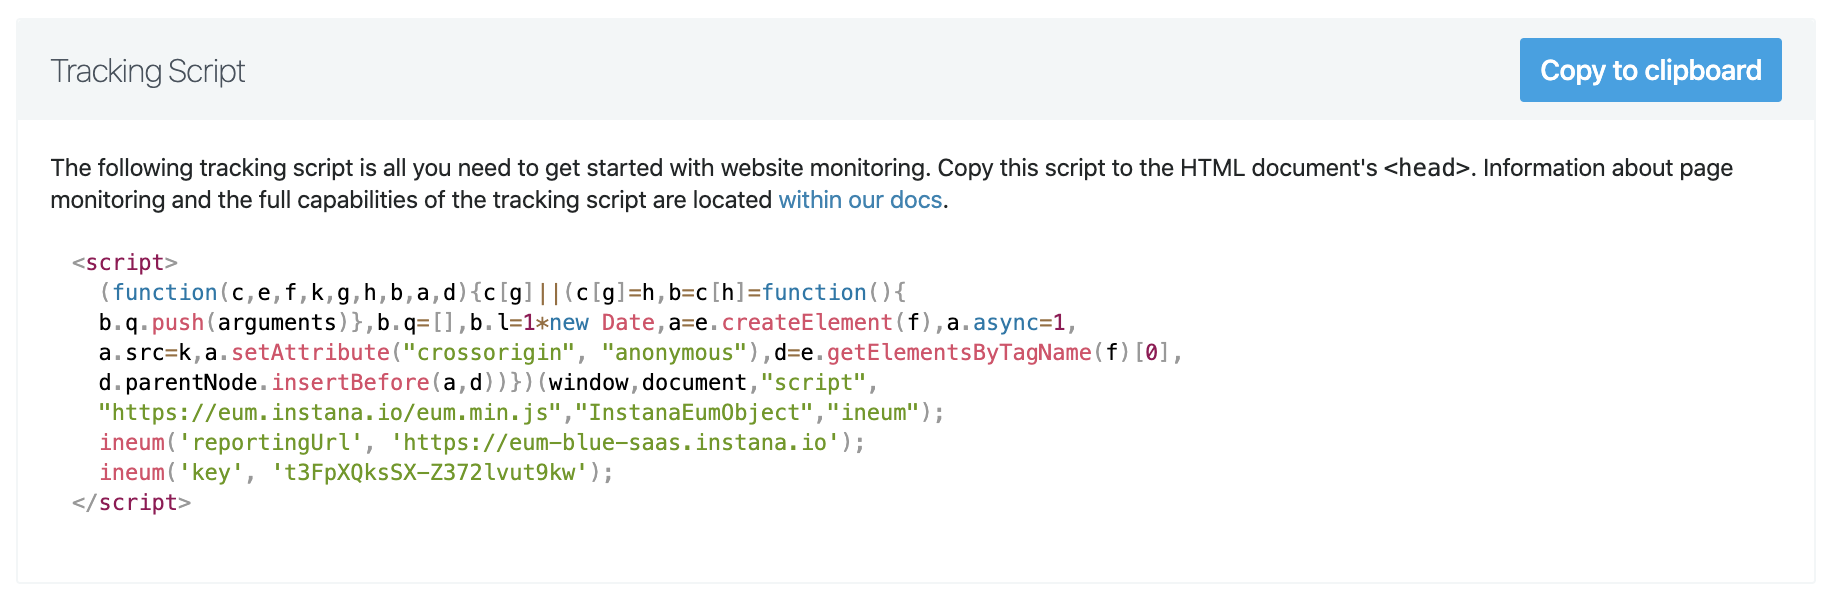 Tracking Script
Copy to clipboard
The following tracking script is all you need to get started with website monitoring. Copy this script to the HTML document's <head>. Information about page
monitoring and the full capabilities of the tracking script are located within our docs.
<script>
  (function(c,e,f,k,g,h,b,a,d){c[g]||(c[g]=h,b=c[h]=function(){
  b.q.push(arguments)},b.q=[],b.l=1*new Date,a=e.createElement(f),a.async=1,
  a.src=k,a.setAttribute("crossorigin", "anonymous"),d=e.getElementsByTagName(f)[0],
  d.parentNode.insertBefore(a,d))})(window,document,"script",
  "https://eum.instana.io/eum.min.js","InstanaEumObject","ineum");
  ineum('reportingUrl', 'https://eum-blue-saas.instana.io');
  ineum('key', 't3FpXQksSX-Z372lvut9kw');
</script>